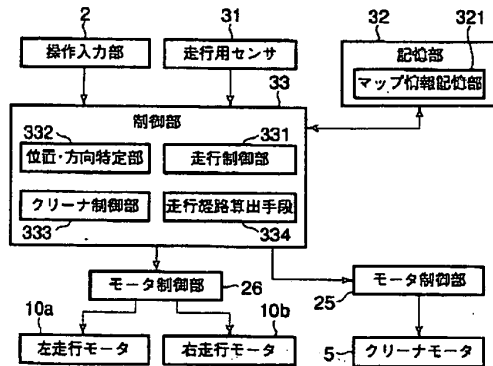 2
31
操作入力部
走行用センサ
32
321
記憶部
マップ情報記憶部
33
制御部
332
331
位置・方向特定部
走行制御部
クリーナ制御部
走行経路算出手段
333
334
モータ制御部
26
モータ制御部
25
10a
10b
左走行モータ
右走行モータ
5
クリーナモータ